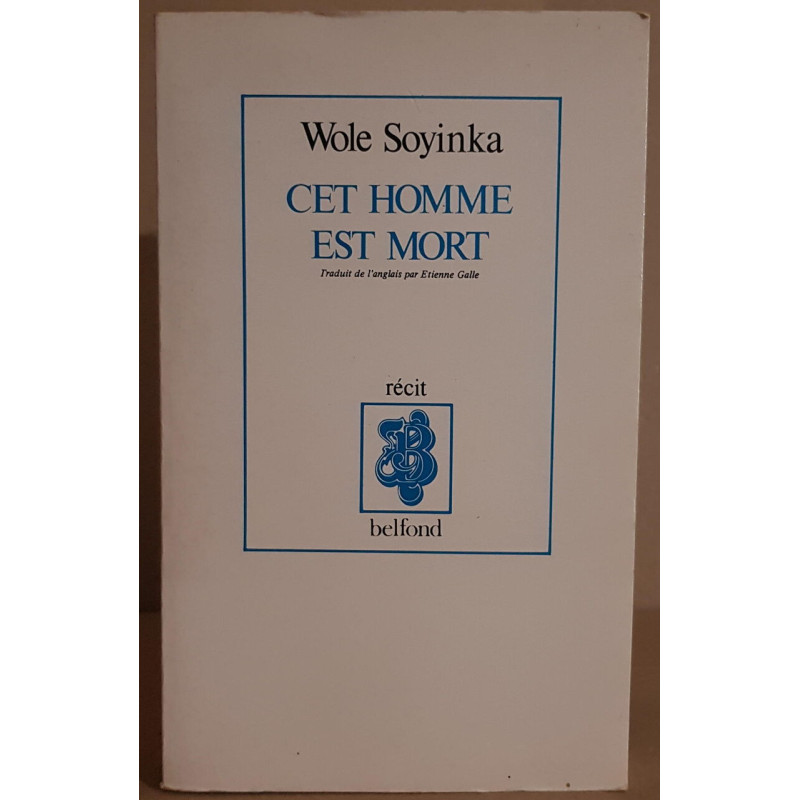 Wole Soyinka
CET HOMME
EST MORT
Traduit de l'anglais par Etienne Galle
récit
B
belfond